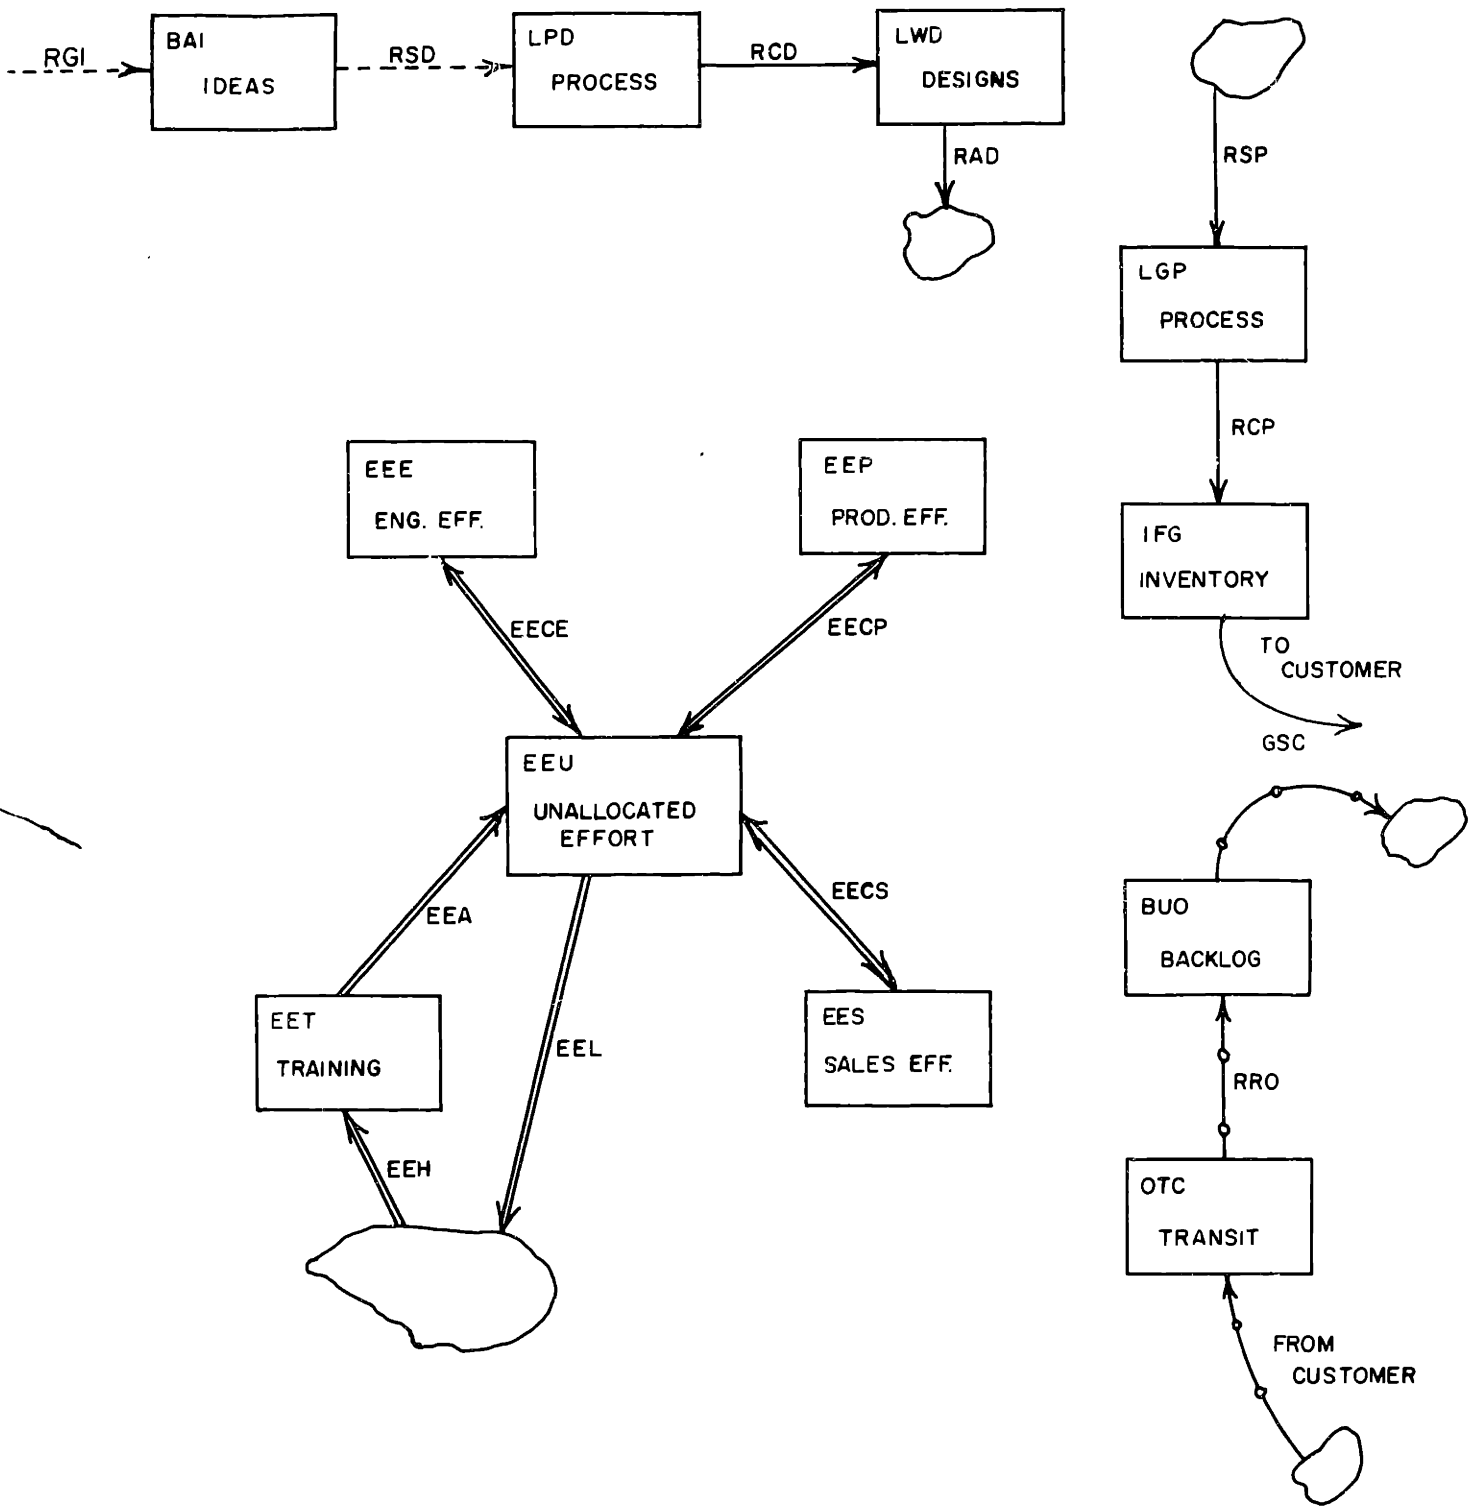 RGI
BAI
IDEAS
RSD
LPD
PROCESS
RCD
LWD
DESIGNS
RAD
RSP
LGP
PROCESS
RCP
IFG
INVENTORY
TO
CUSTOMER
GSC
EEE
ENG. EFF.
EEP
PROD. EFF.
EECE
EECP
EEU
UNALLOCATED
EFFORT
EEA
EECS
EEL
EET
TRAINING
EES
SALES EFF.
EEH
BUO
BACKLOG
RRO
OTC
TRANSIT
FROM
CUSTOMER